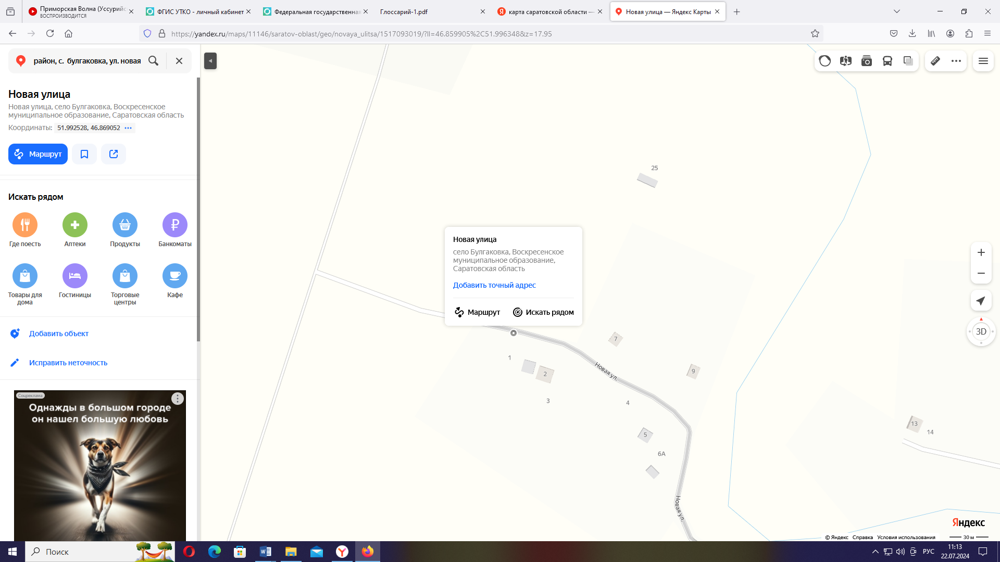 Приморская Волна (Уссурийс
ВОСПРОИЗВОДИТСЯ
ФГИС УТКО - личный кабинет
Федеральная государственная
Глоссарий-1.pdf
карта саратовской области —
Новая улица — Яндекс Карты
https://yandex.ru/maps/11146/saratov-oblast/geo/novaya_ulitsa/1517093019/?ll=46.859905%2C51.996348&z=17.95
район, с. булгаковка, ул. новая
Новая улица
Новая улица, село Булгаковка, Воскресенское
муниципальное образование, Саратовская область
Координаты: 51.992528, 46.869052
Маршрут
Искать рядом
Где поесть
Аптеки
Продукты
Банкоматы
Товары для
дома
Гостиницы
Торговые
центры
Кафе
Добавить объект
Исправить неточность
Соцреклама
Однажды в большом городе
он нашел большую любовь
25
Новая улица
село Булгаковка, Воскресенское
муниципальное образование,
Саратовская область
Добавить точный адрес
Маршрут
Искать рядом
7
1
2
Новая ул.
9
3
4
5
13
14
6А
Новая ул.
3D
Яндекс
© Яндекс Справка Условия использования
30 м
Поиск
РУС
11:13
22.07.2024